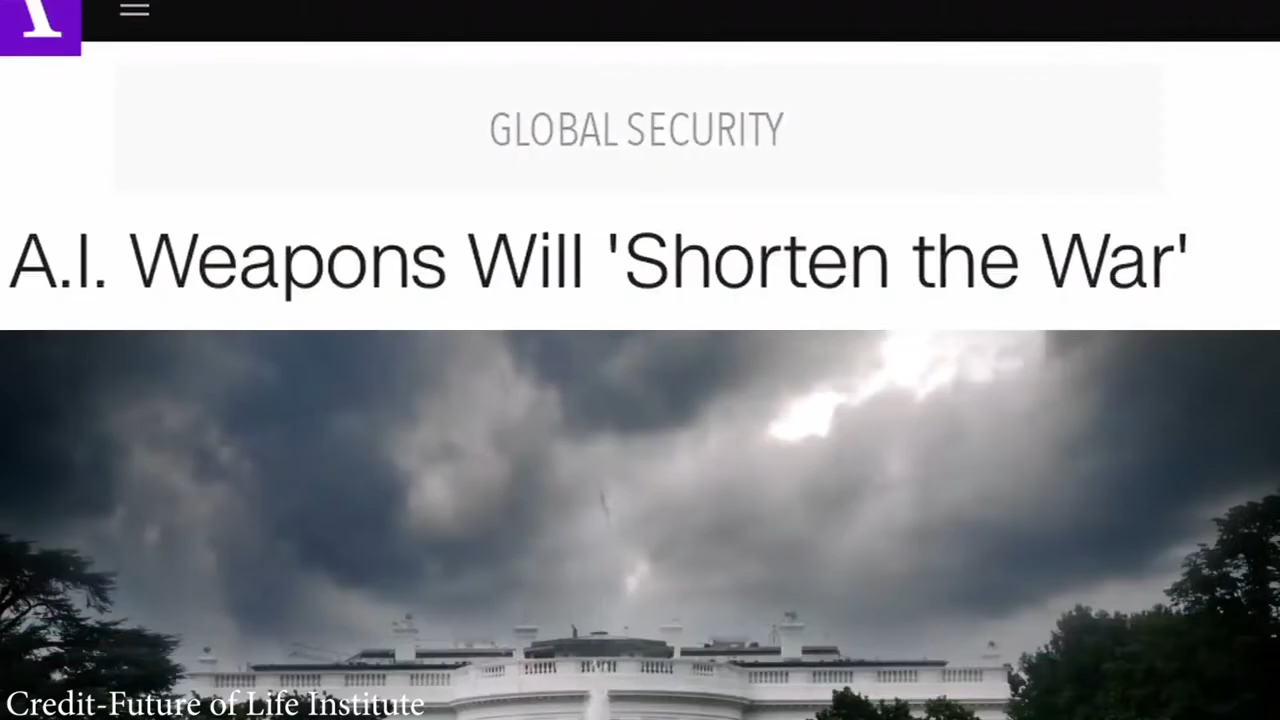 GLOBAL SECURITY
A.I. Weapons Will 'Shorten the War'
Credit-Future of Life Institute